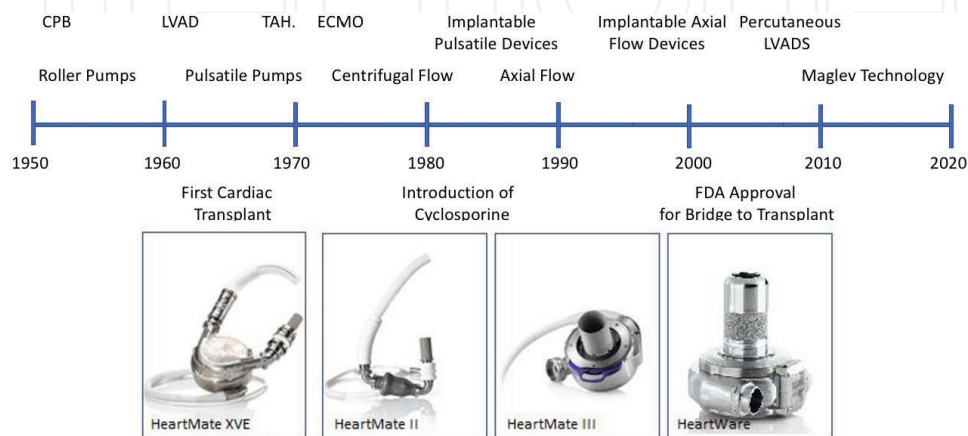 CPB LVAD TAH. ECMO Implantable Implantable Axial Percutaneous
Pulsatile Devices Flow Devices LVADS
Roller Pumps Pulsatile Pumps Centrifugal Flow Axial Flow Maglev Technology
1950 1960 1970 1980 1990 2000 2010 2020
First Cardiac Introduction of FDA Approval
Transplant Cyclosporine for Bridge to Transplant
HeartMate XVE HeartMate II HeartMate III HeartWare